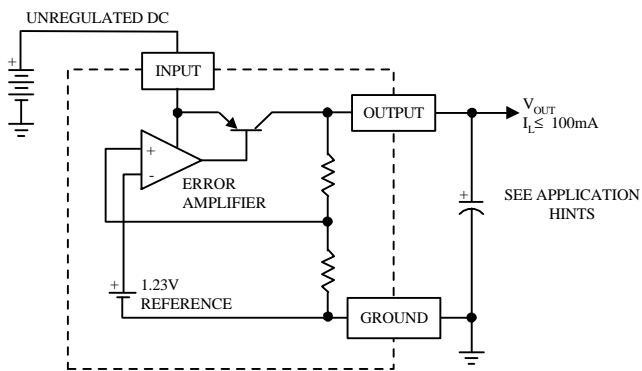 UNREGULATED DC
+
INPUT
OUTPUT
V_OUT
I_L≤ 100mA
+
-
ERROR
AMPLIFIER
+
SEE APPLICATION
HINTS
+
1.23V
REFERENCE
GROUND